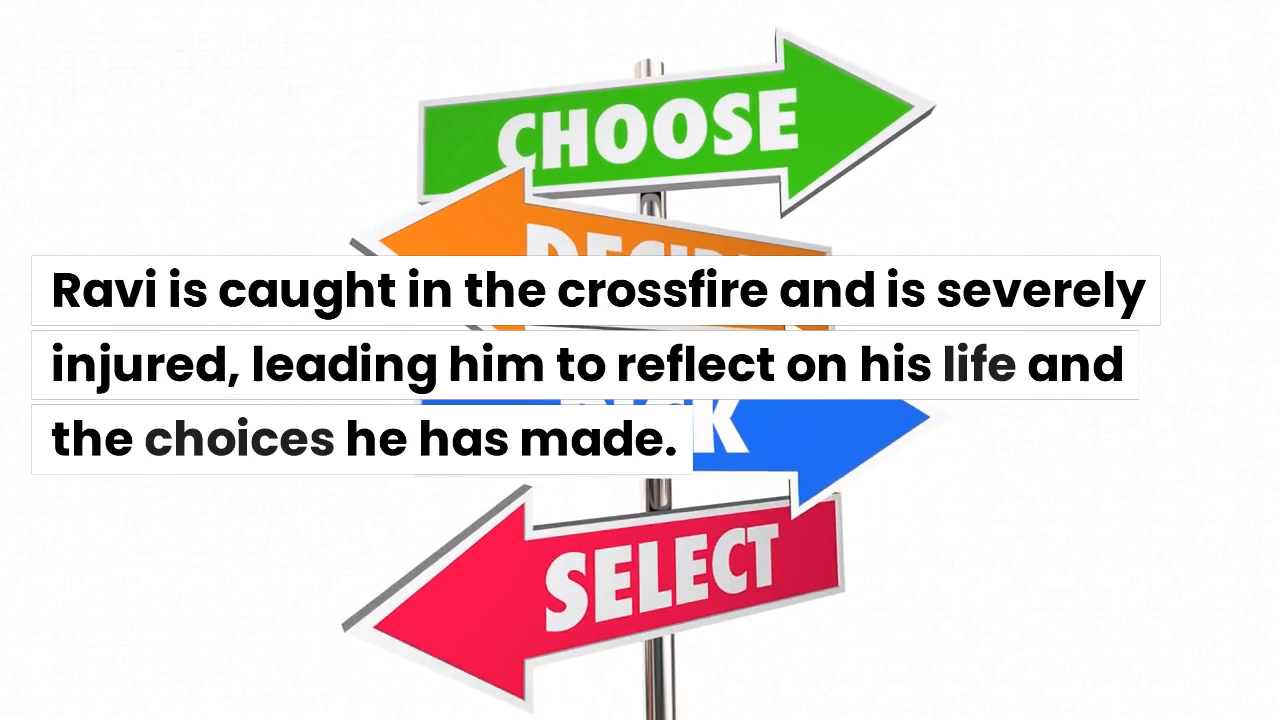 CHOOSE
Ravi is caught in the crossfire and is severely
injured, leading him to reflect on his life and
the choices he has made.
SELECT